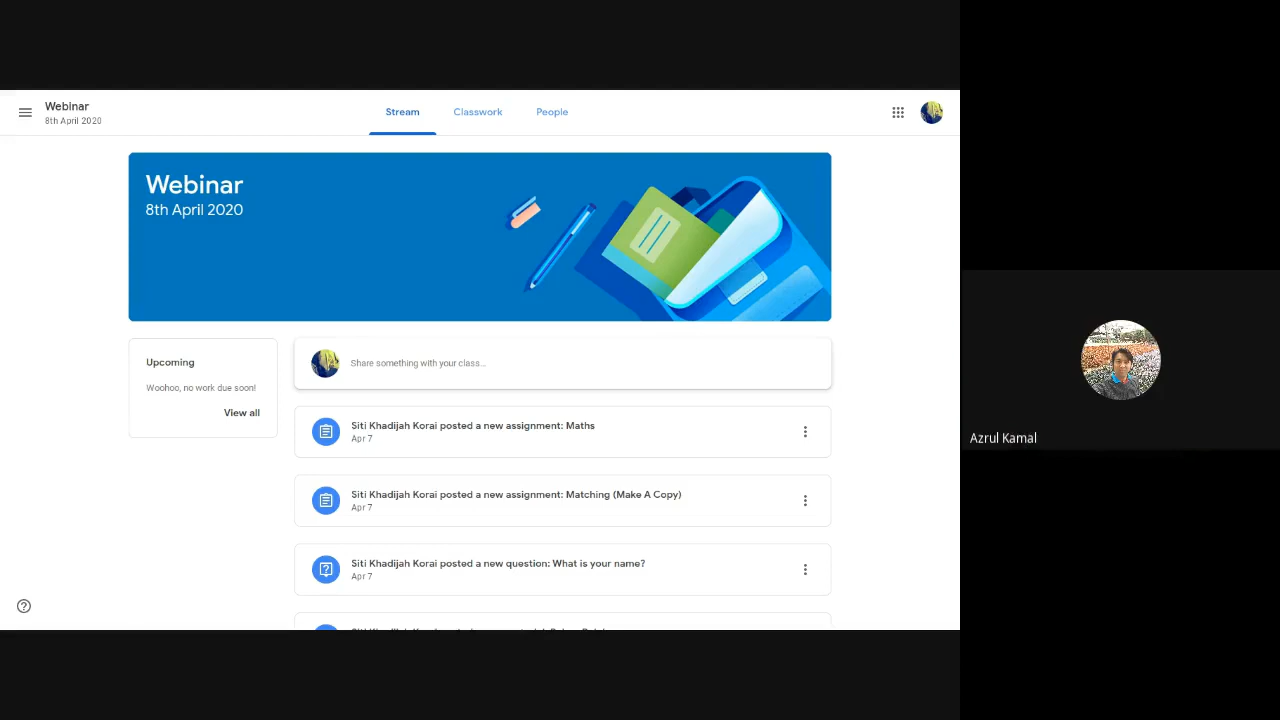 Webinar
8th April 2020
Stream
Classwork
People
Webinar
8th April 2020
Upcoming
Woohoo, no work due soon!
View all
Share something with your class...
Siti Khadijah Korai posted a new assignment: Maths
Apr 7
Siti Khadijah Korai posted a new assignment: Matching (Make A Copy)
Apr 7
Siti Khadijah Korai posted a new question: What is your name?
Apr 7
Azrul Kamal